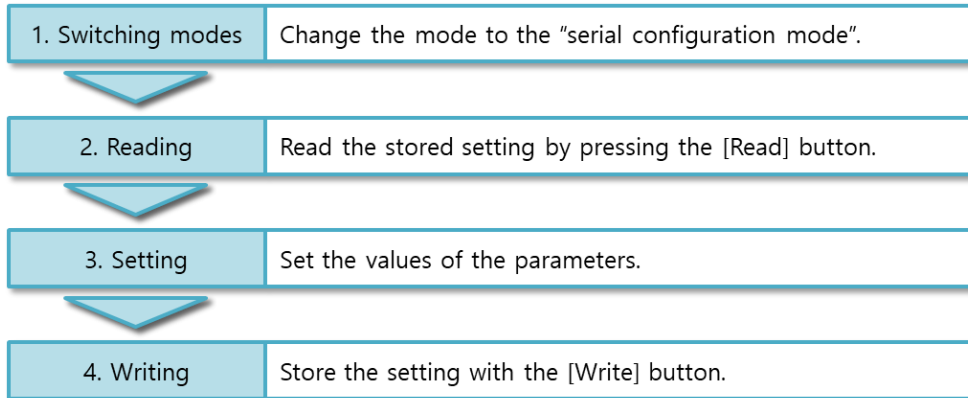 1. Switching modes
Change the mode to the “serial configuration mode”.
2. Reading
Read the stored setting by pressing the [Read] button.
3. Setting
Set the values of the parameters.
4. Writing
Store the setting with the [Write] button.